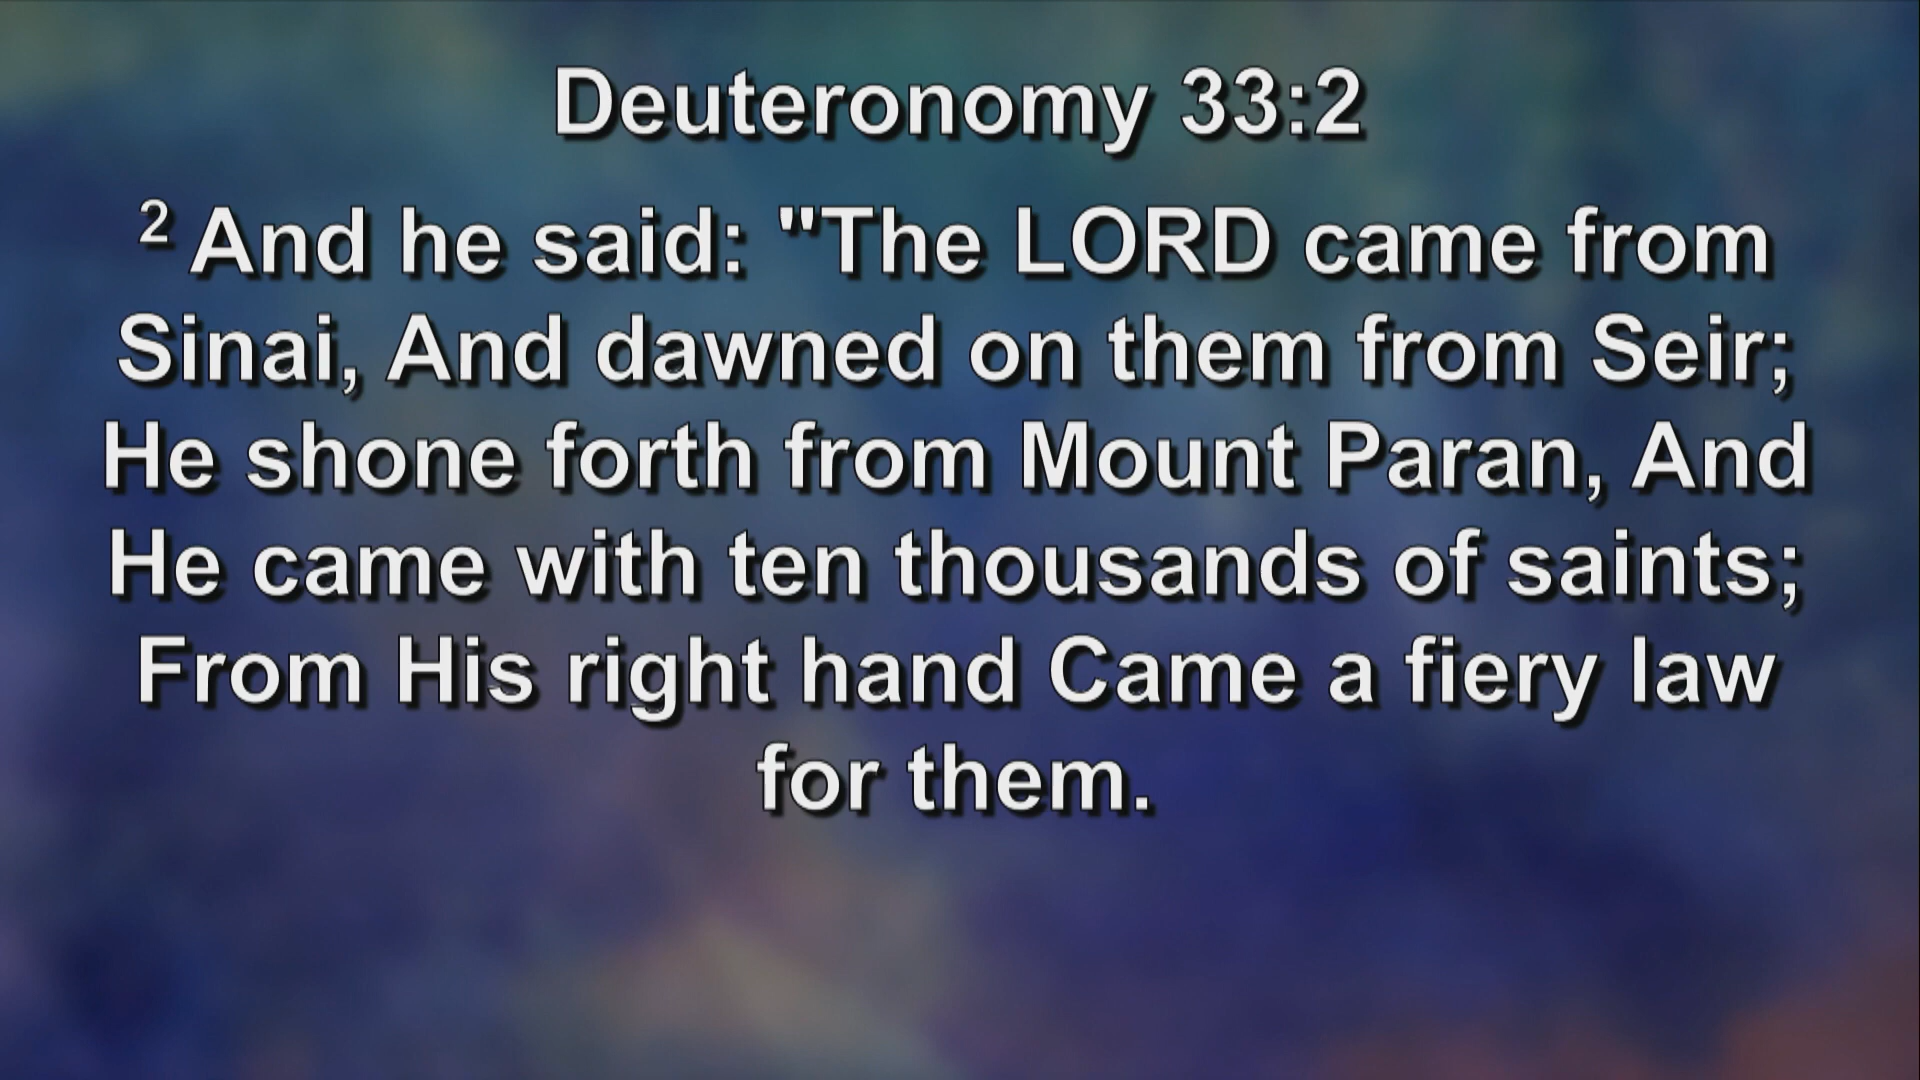 Deuteronomy 33:2
2 And he said: "The LORD came from
Sinai, And dawned on them from Seir;
He shone forth from Mount Paran, And
He came with ten thousands of saints;
From His right hand Came a fiery law
for them.